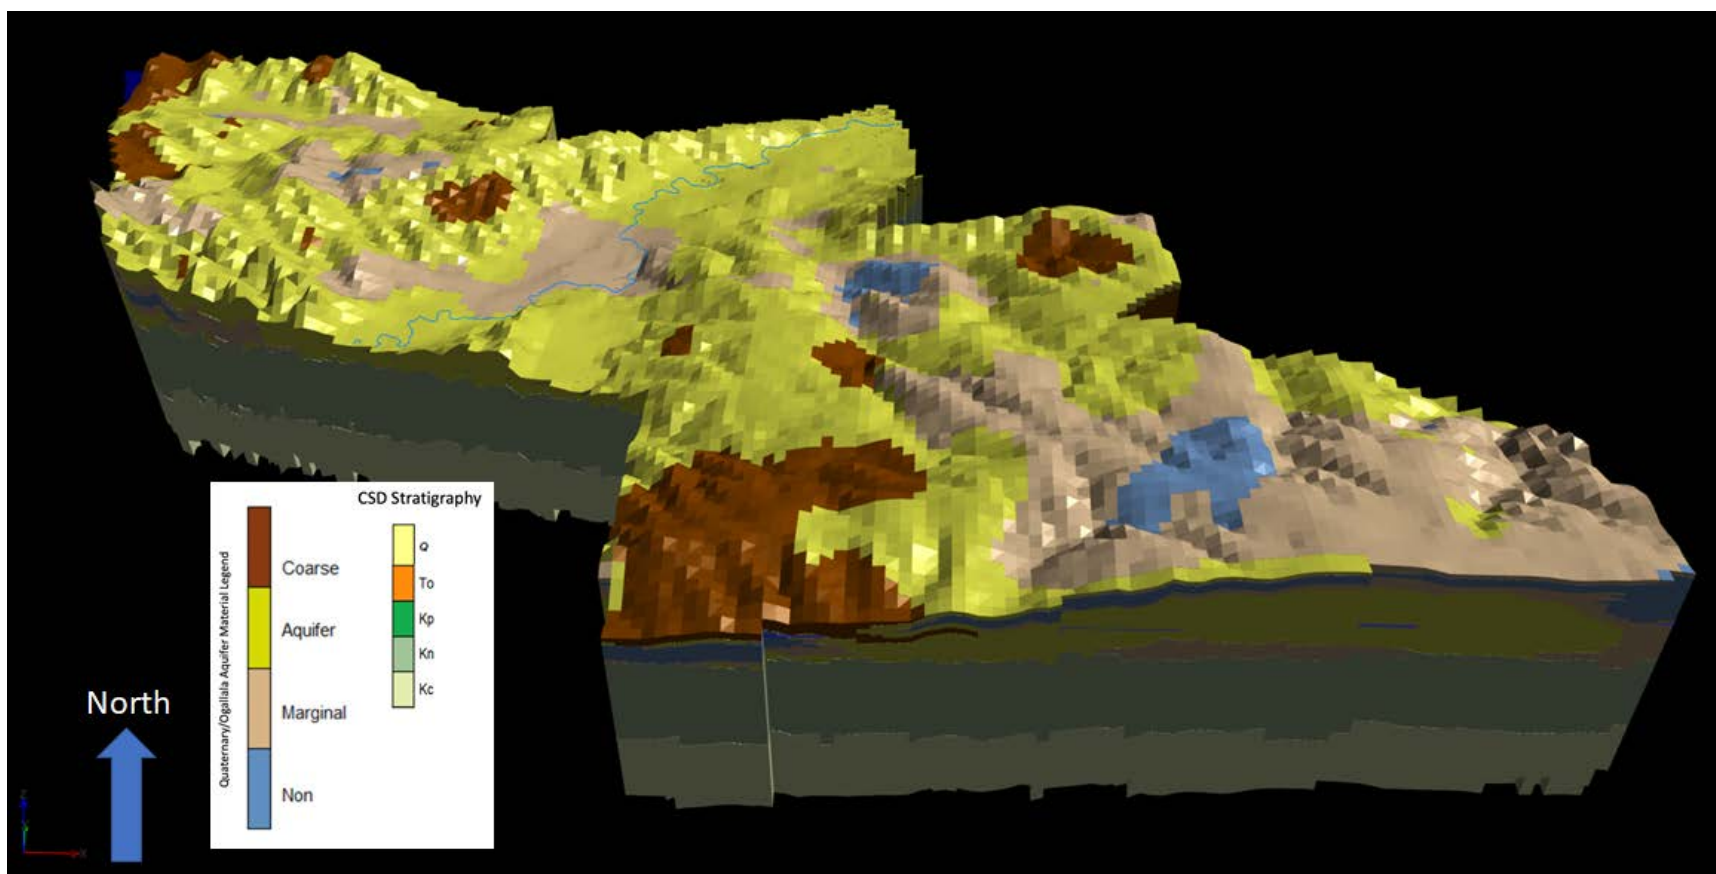 CSD Stratigraphy
Quaternary/Ogallala Aquifer Material Legend
Coarse
Aquifer
Marginal
Non
Q
To
Kp
Kn
Kc
North
Z
X